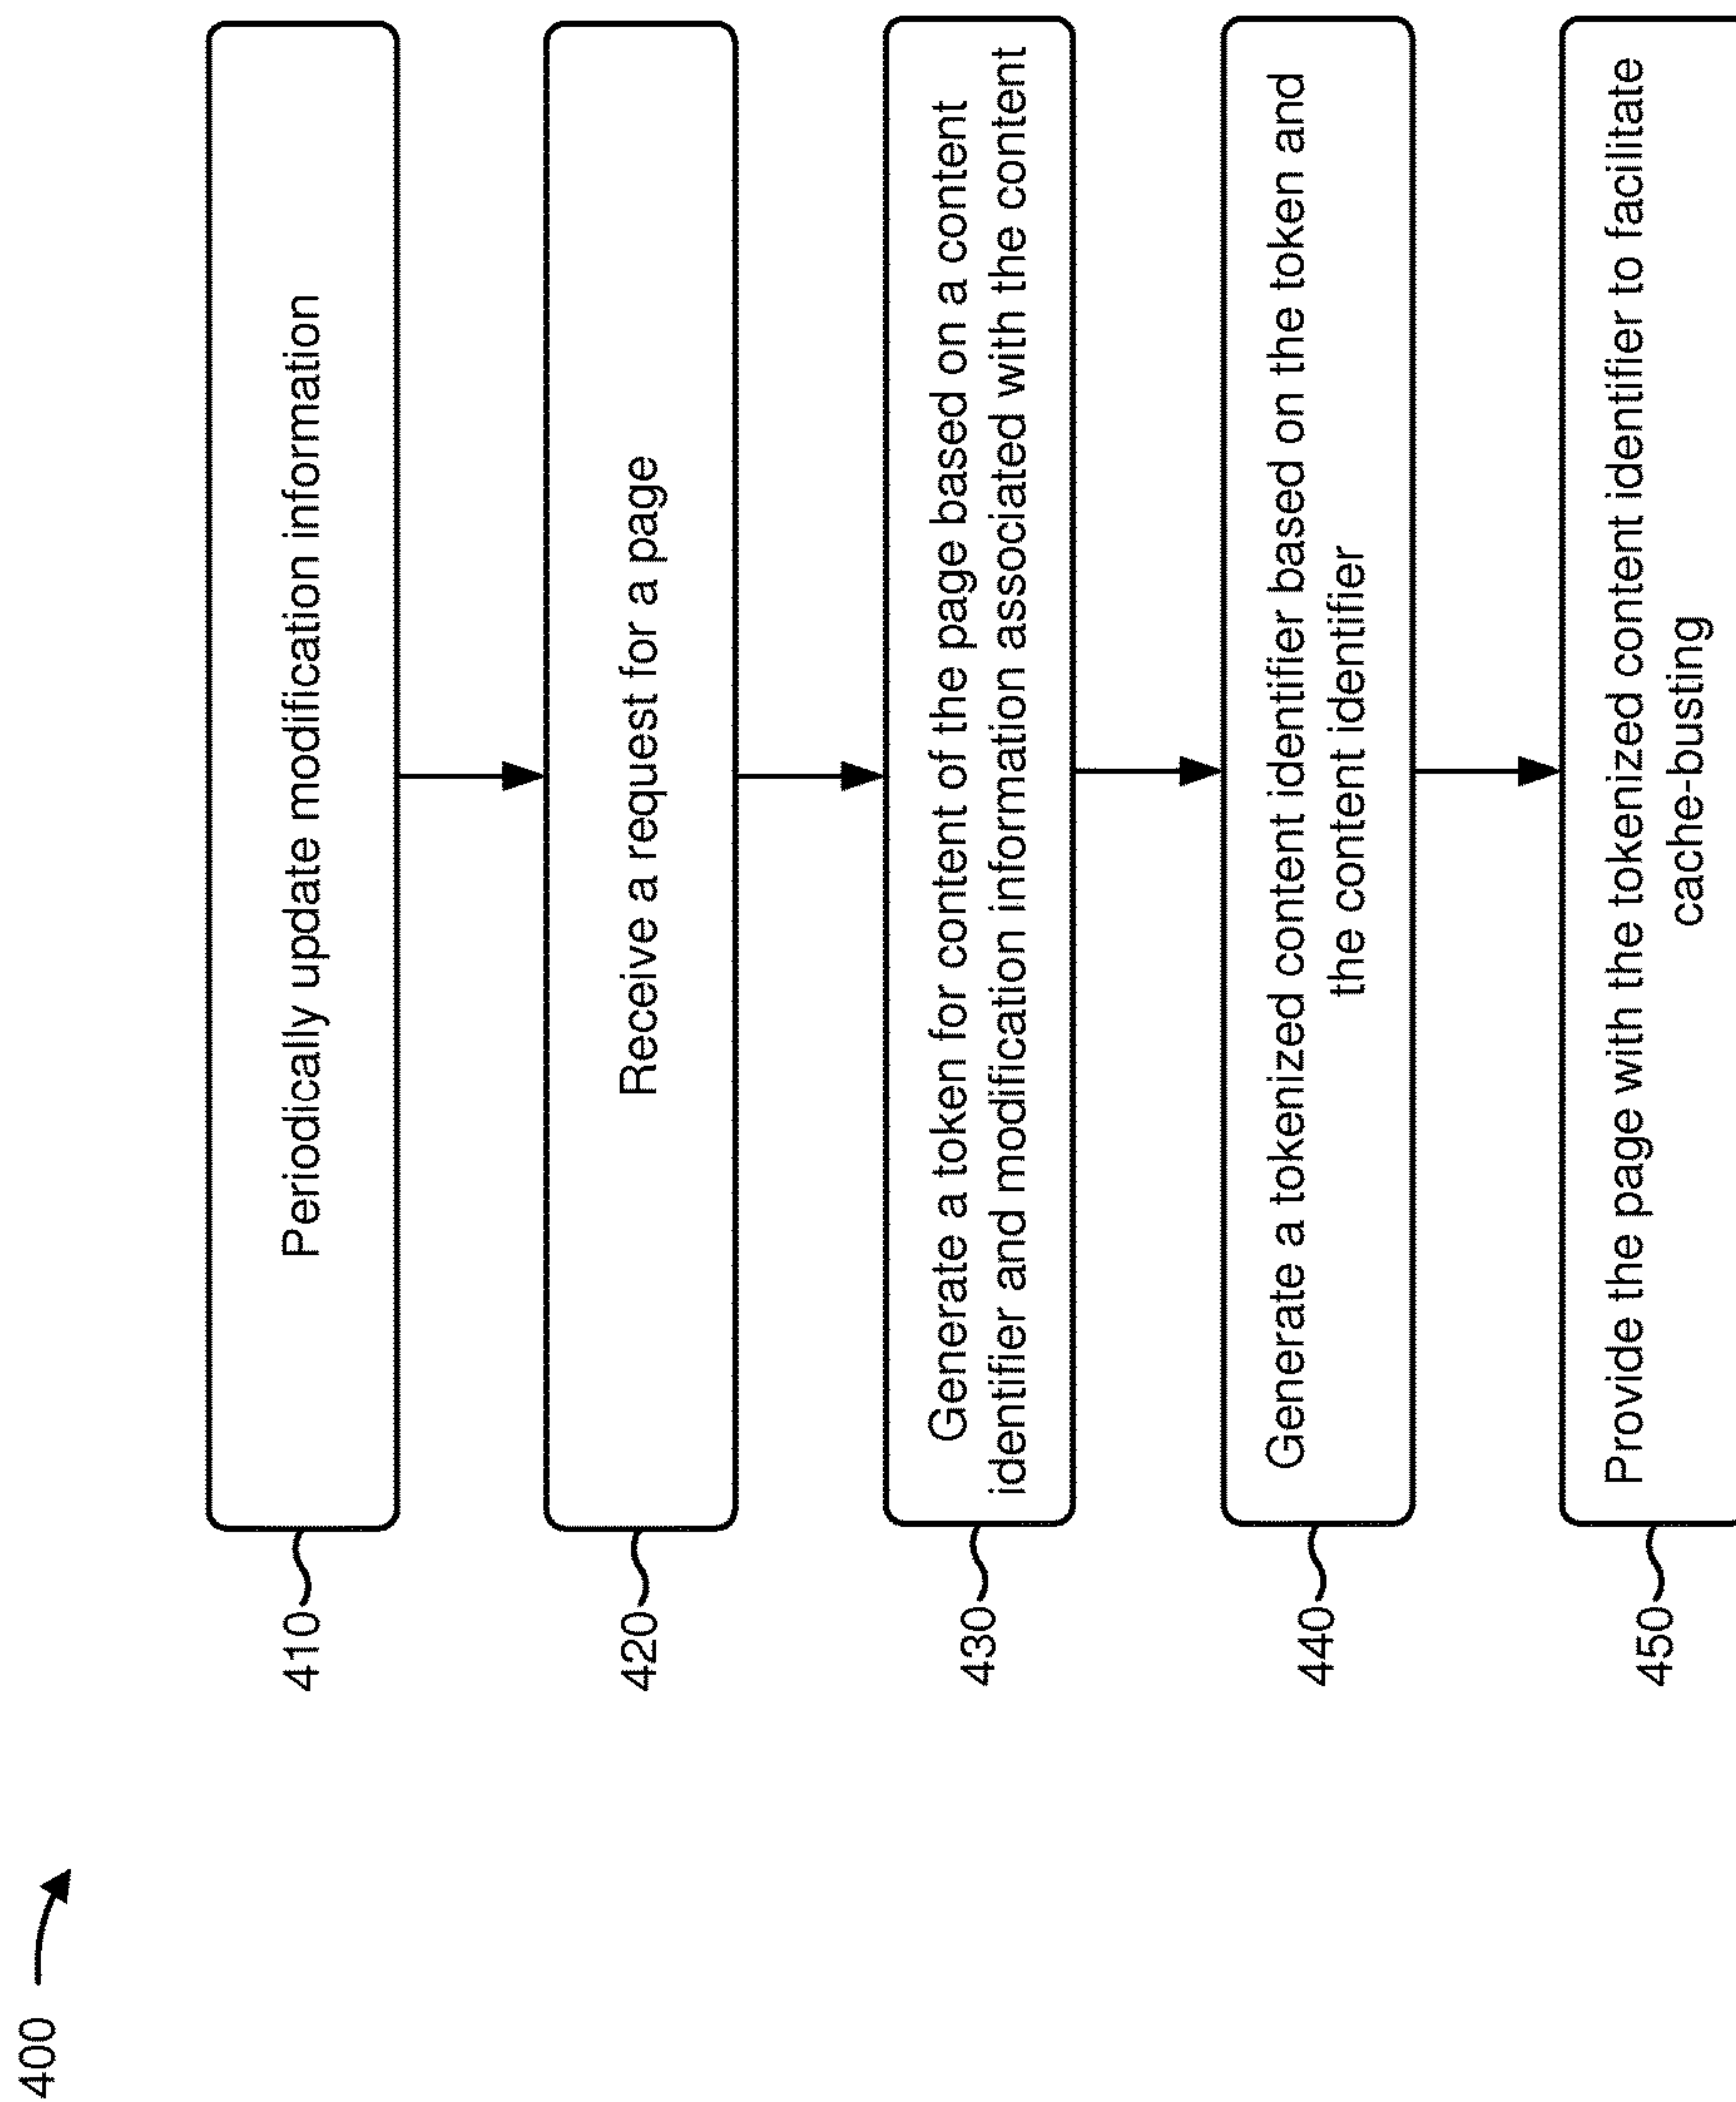 400
410
Periodically update modification information
420
Receive a request for a page
430
Generate a token for content of the page based on a content
identifier and modification information associated with the content
440
Generate a tokenized content identifier based on the token and
the content identifier
450
Provide the page with the tokenized content identifier to facilitate
cache-busting